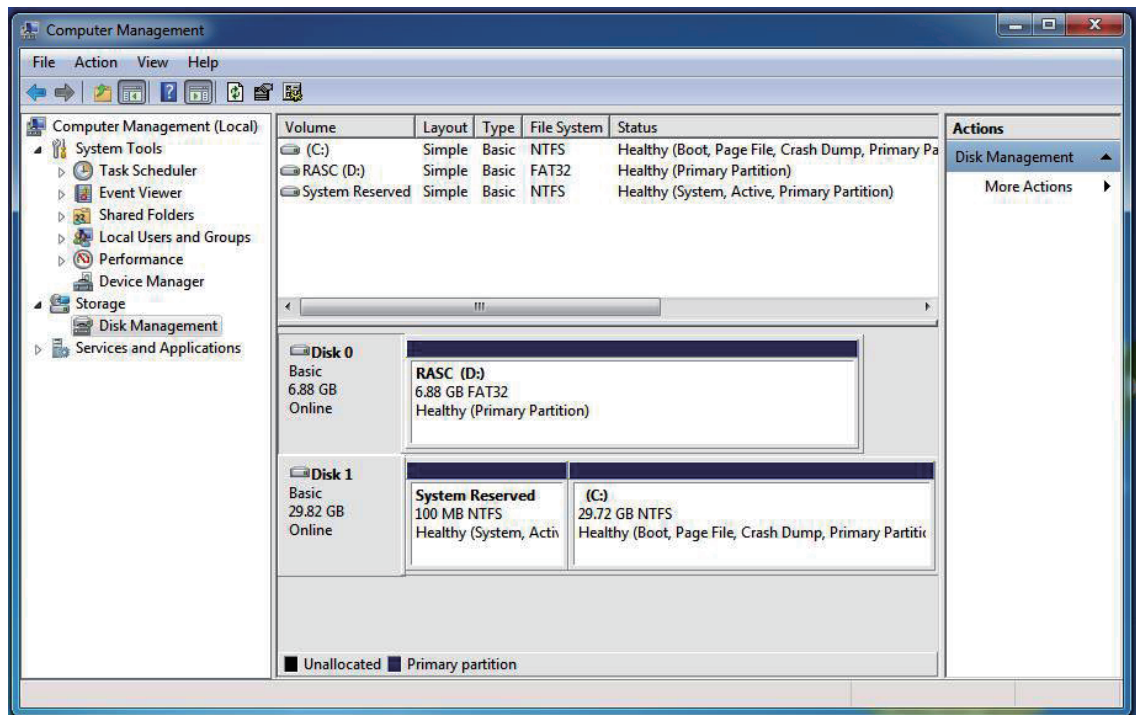 Computer Management
File Action View Help
Computer Management (Local)
System Tools
Task Scheduler
Event Viewer
Shared Folders
Local Users and Groups
Performance
Device Manager
Storage
Disk Management
Services and Applications
Volume Layout Type File System Status
(C:) Simple Basic NTFS Healthy (Boot, Page File, Crash Dump, Primary Pa
RASC (D:) Simple Basic FAT32 Healthy (Primary Partition)
System Reserved Simple Basic NTFS Healthy (System, Active, Primary Partition)
Disk 0
Basic
6.88 GB
Online
RASC (D:)
6.88 GB FAT32
Healthy (Primary Partition)
Disk 1
Basic
29.82 GB
Online
System Reserved
100 MB NTFS
Healthy (System, Activ
(C:)
29.72 GB NTFS
Healthy (Boot, Page File, Crash Dump, Primary Partitic
Unallocated Primary partition
Actions
Disk Management
More Actions